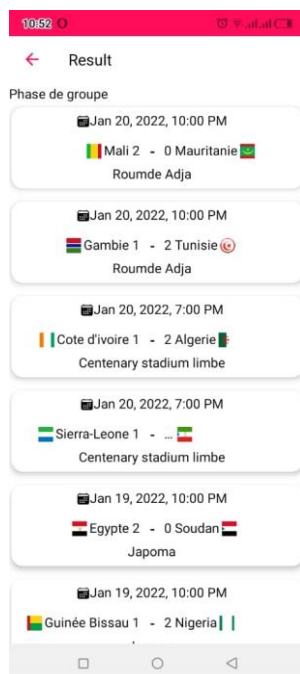 10:52
Result
Phase de groupe
Jan 20, 2022, 10:00 PM
Mali 2 - 0 Mauritanie
Roumde Adja
Jan 20, 2022, 10:00 PM
Gambie 1 - 2 Tunisie
Roumde Adja
Jan 20, 2022, 7:00 PM
Cote d'ivoire 1 - 2 Algerie
Centenary stadium limbe
Jan 20, 2022, 7:00 PM
Sierra-Leone 1 - ...
Centenary stadium limbe
Jan 19, 2022, 10:00 PM
Egypte 2 - 0 Soudan
Japoma
Jan 19, 2022, 10:00 PM
Guinée Bissau 1 - 2 Nigeria